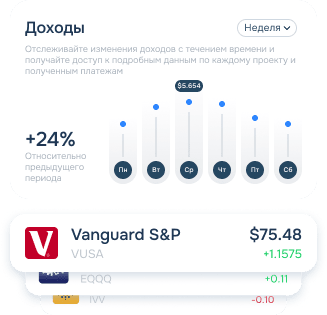 Доходы
Неделя
Отслеживайте изменения доходов с течением времени и
получайте доступ к подробным данным по каждому проекту и
полученным платежам
$5.654
+24%
Относительно
предыдущего
периода
Пн Вт Ср Чт Пт Сб
Vanguard S&P $75.48
VUSA +1.1575
EQQQ +0.11
IVV -0.10